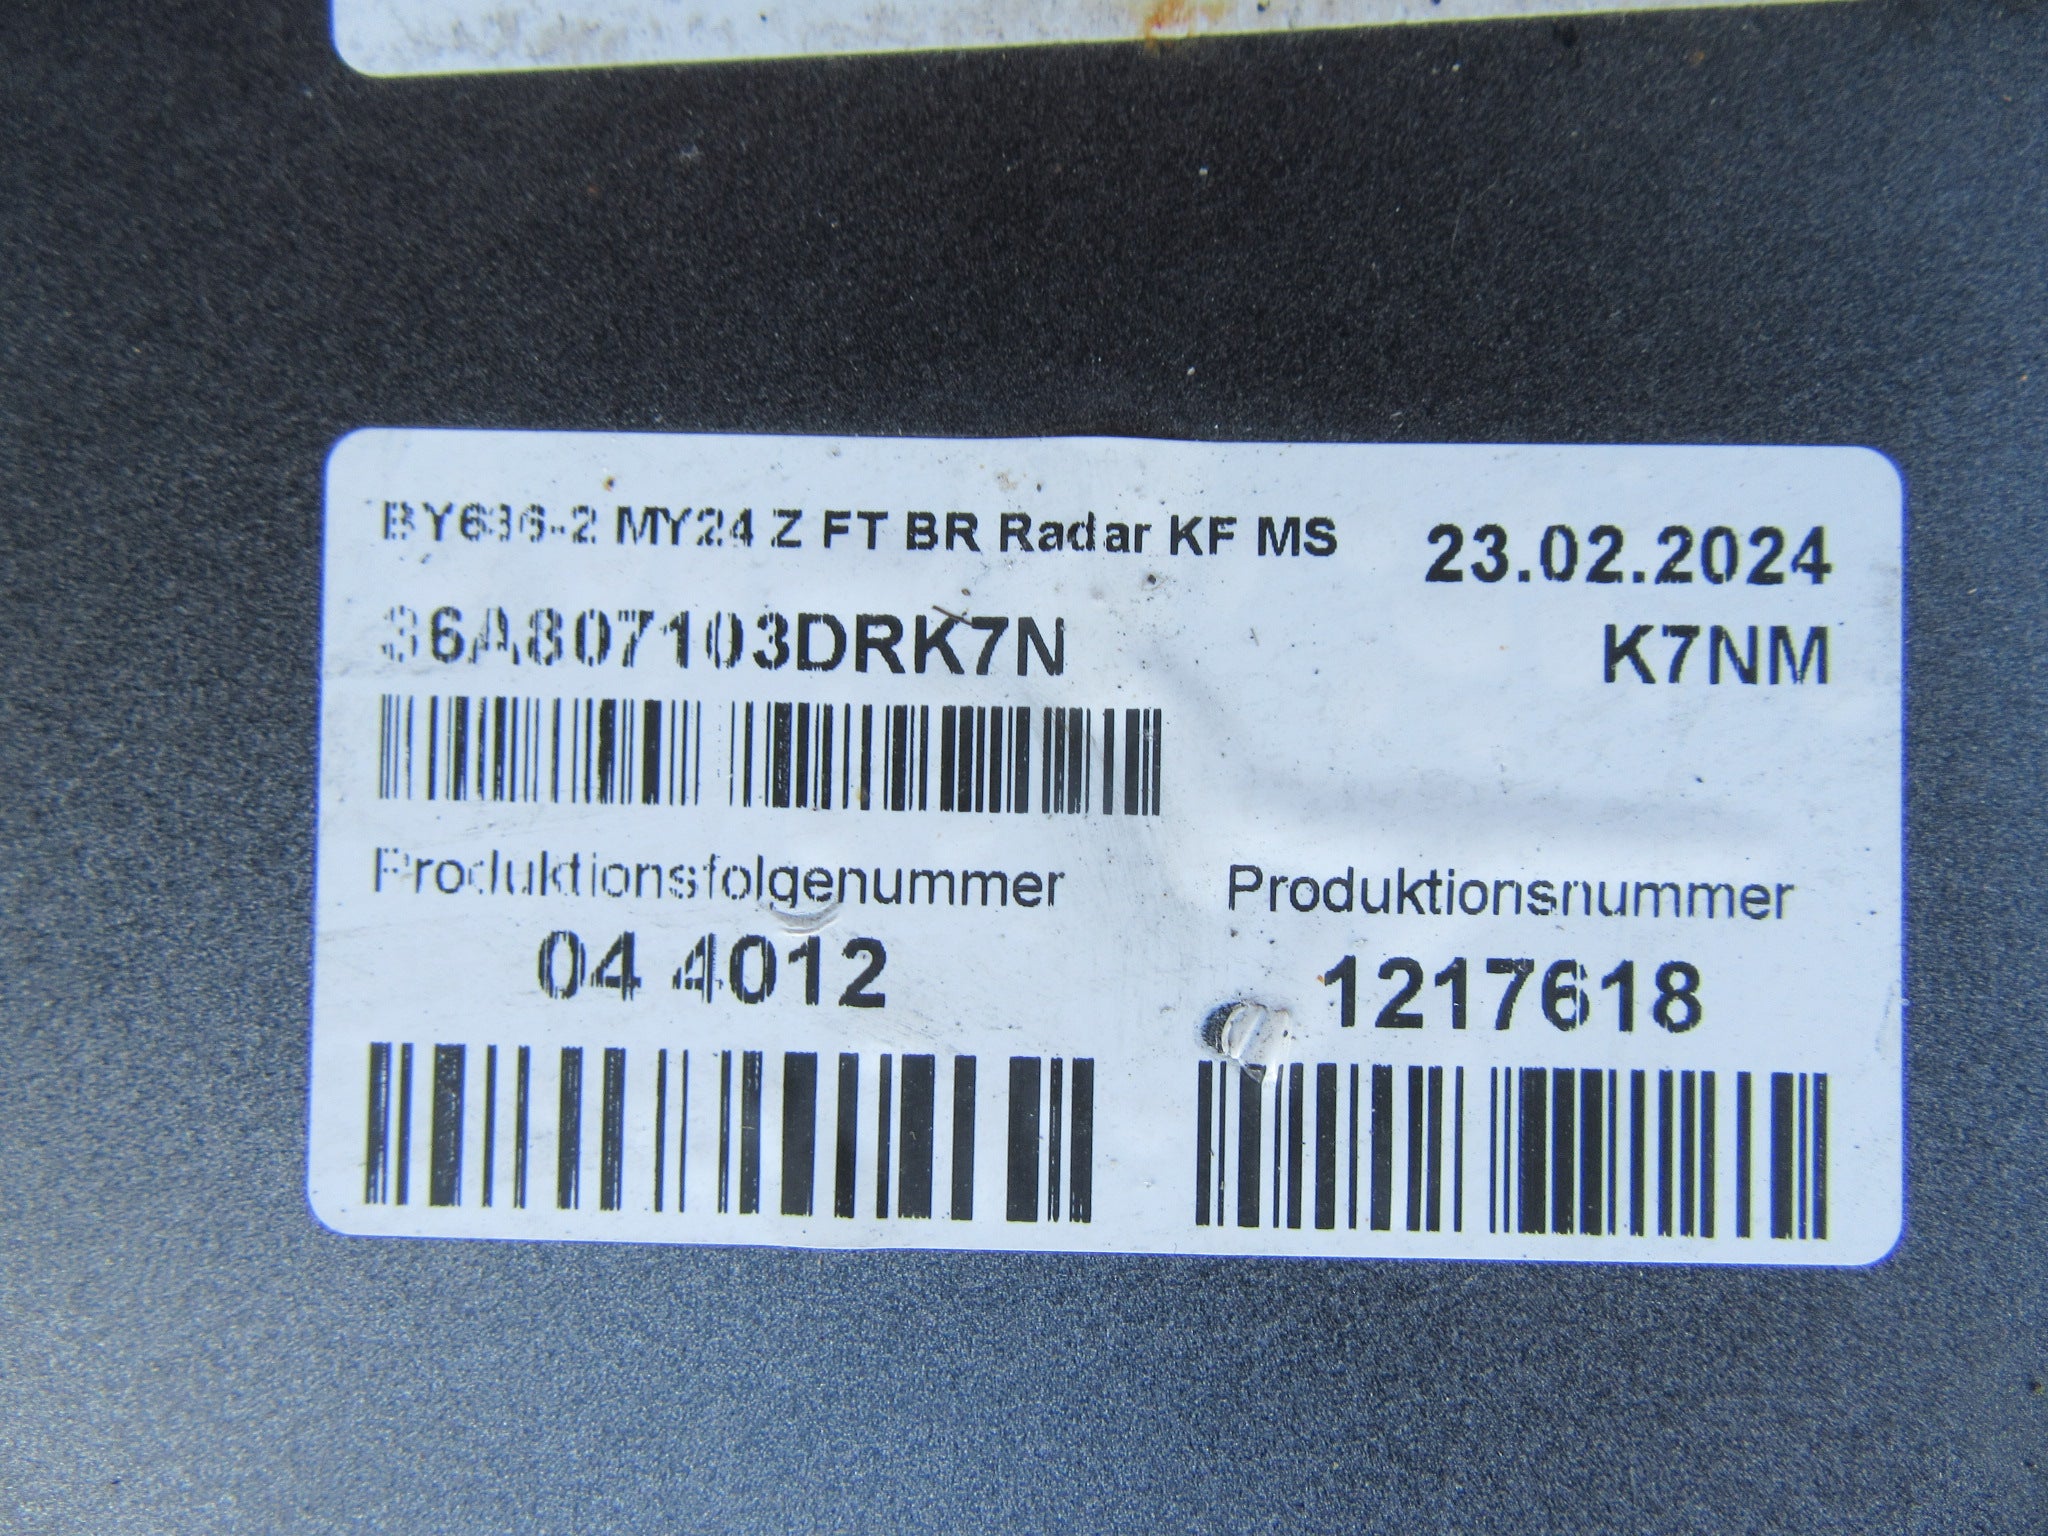 BY636-2 MY24 Z FT BR Radar KF MS
23.02.2024
36A807103DRK7N
K7NM
Produktionsfolgenummer
04 4012
Produktionsnummer
1217618